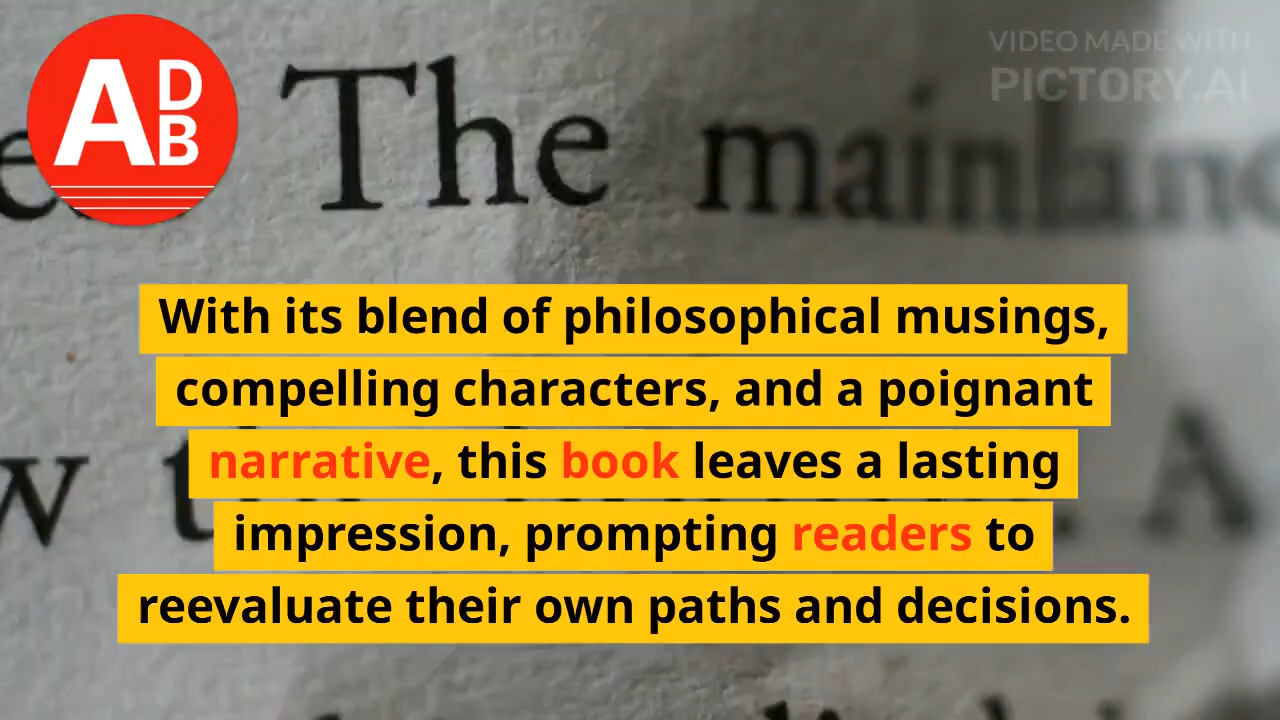 A D B
VIDEO MADE WITH
PICTORY.AI
The mainland
With its blend of philosophical musings,
compelling characters, and a poignant
narrative, this book leaves a lasting
impression, prompting readers to
reevaluate their own paths and decisions.